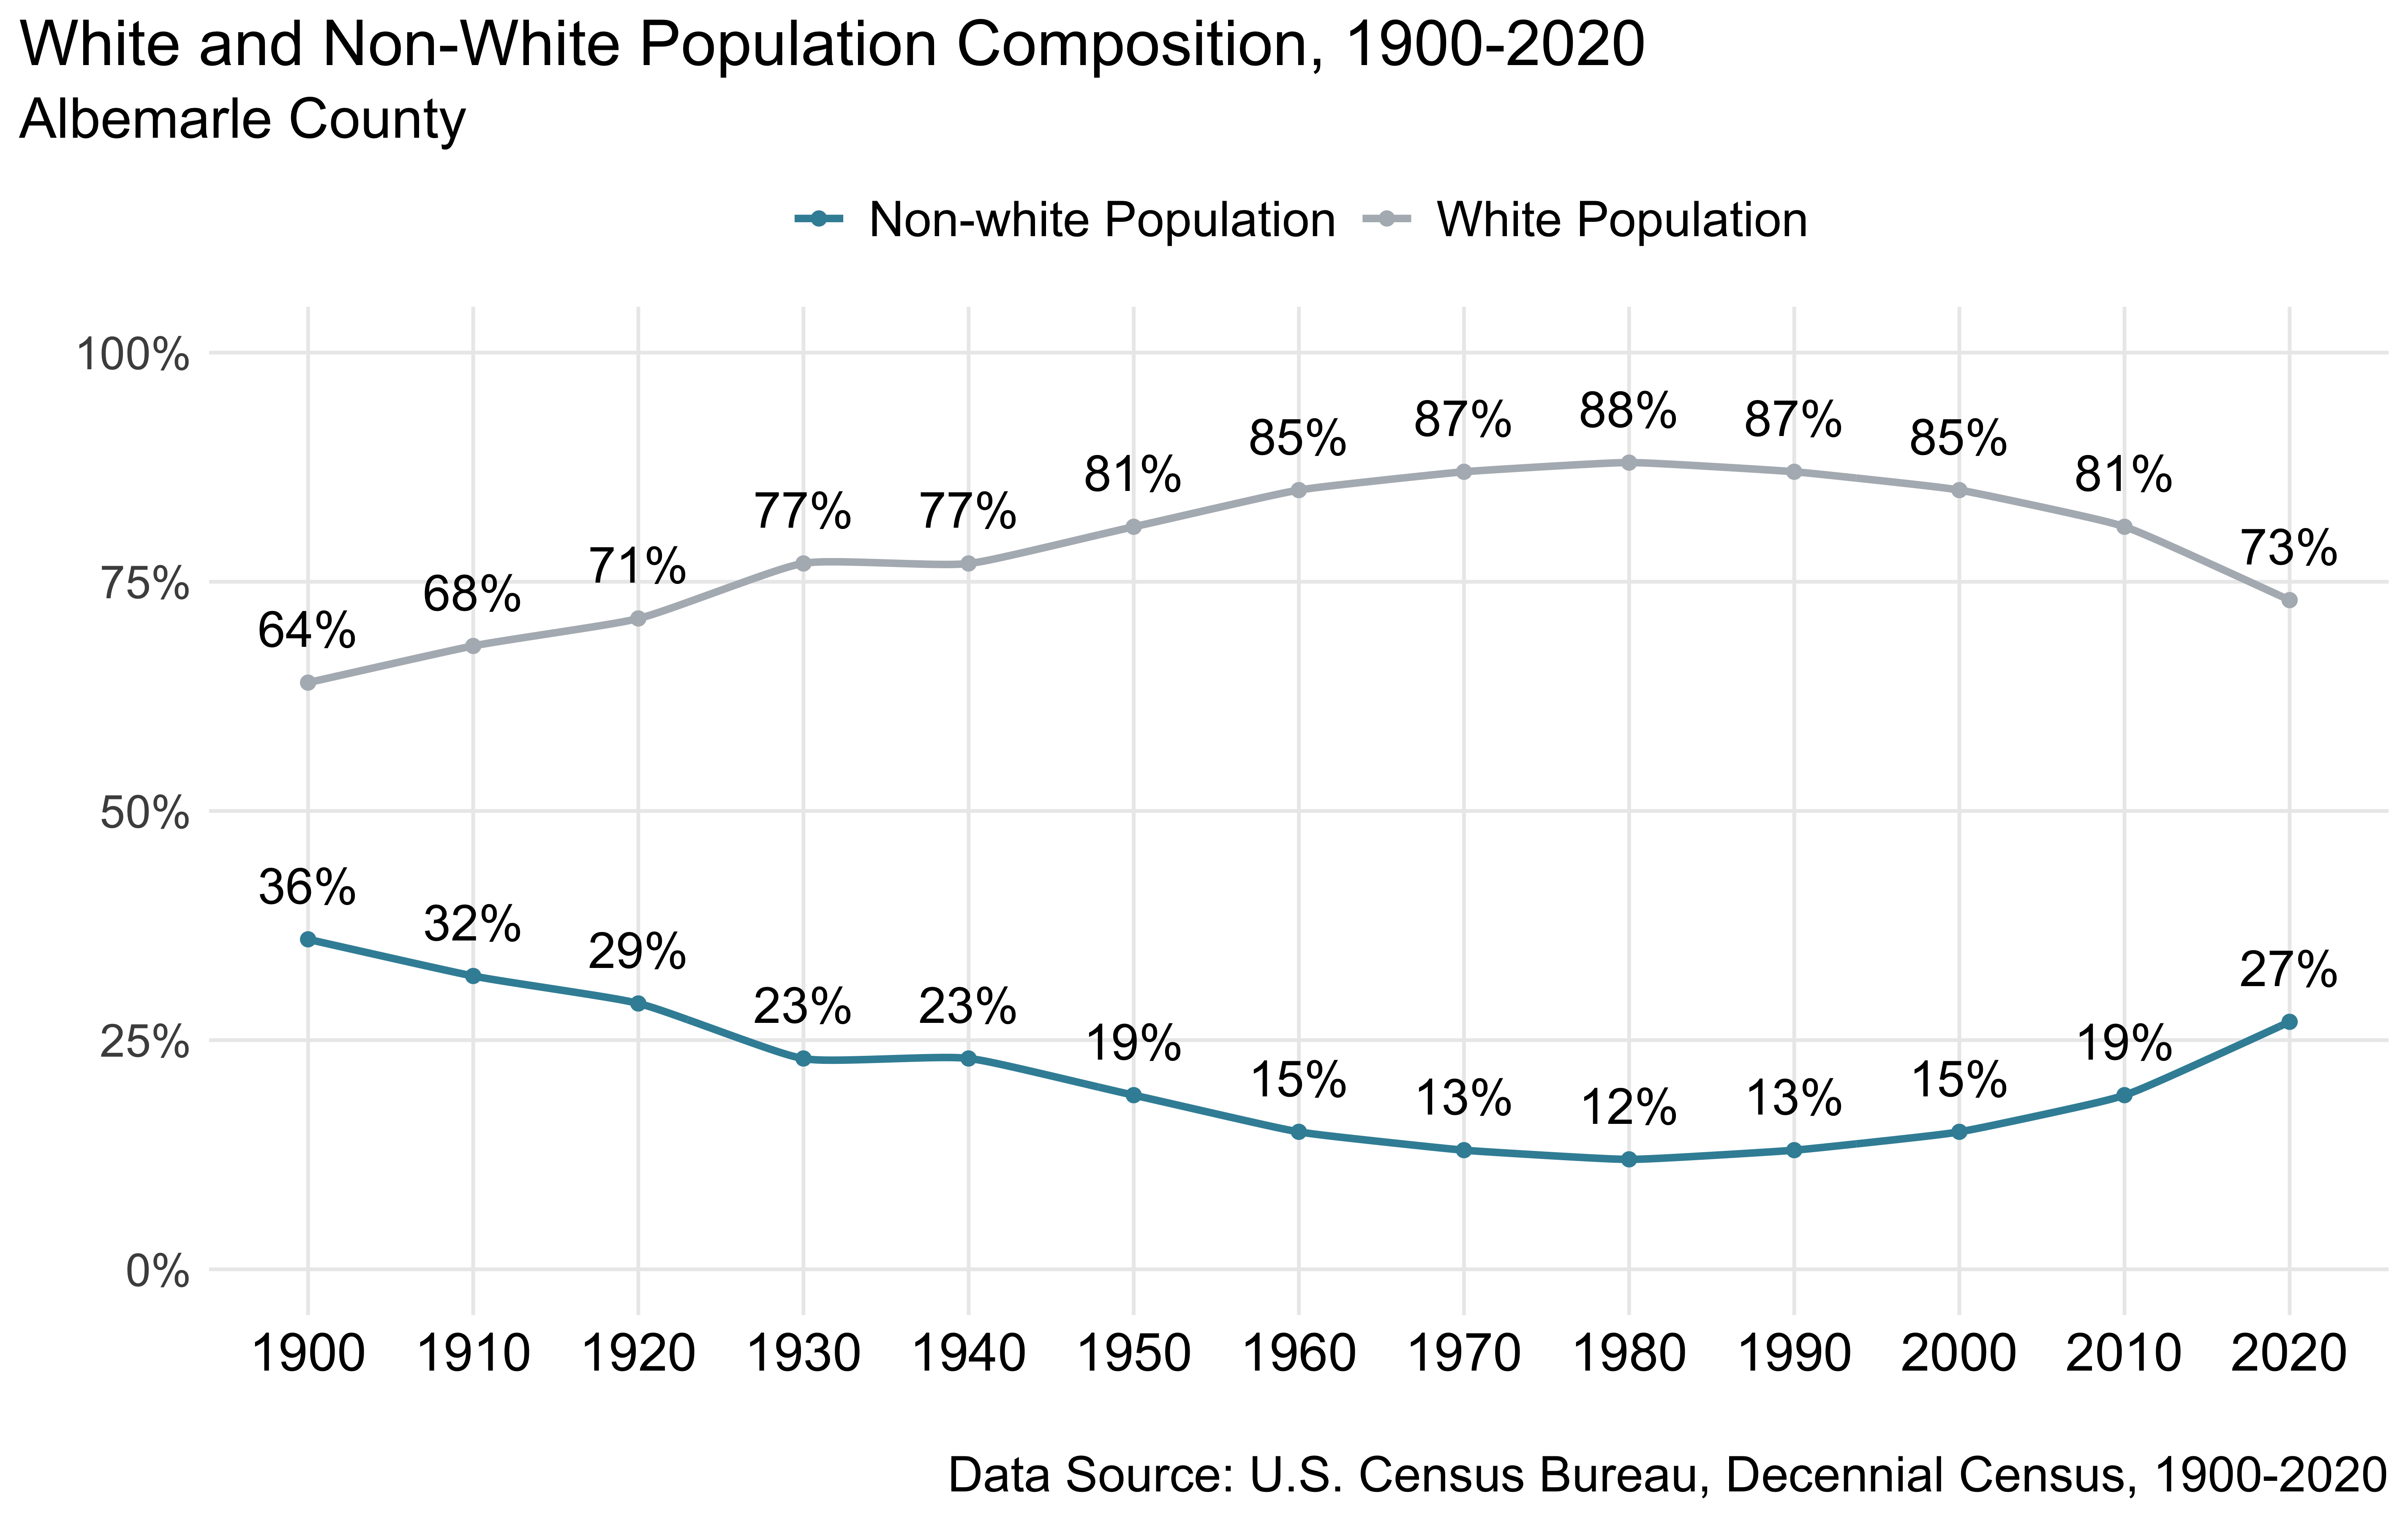 White and Non-White Population Composition, 1900-2020
Albemarle County
Non-white Population White Population
100%
75%
50%
25%
0%
64% 68% 71% 77% 77% 81% 85% 87% 88% 87% 85% 81% 73%
36% 32% 29% 23% 23% 19% 15% 13% 12% 13% 15% 19% 27%
1900 1910 1920 1930 1940 1950 1960 1970 1980 1990 2000 2010 2020
Data Source: U.S. Census Bureau, Decennial Census, 1900-2020